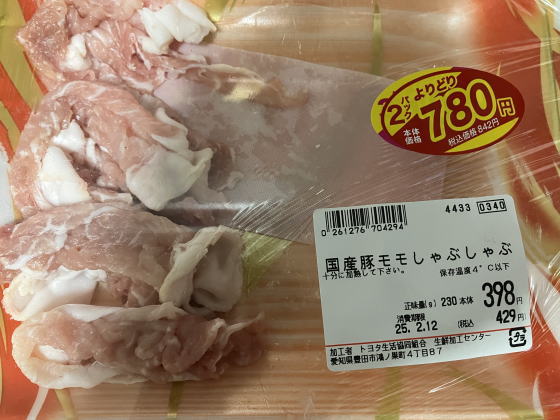 よりどり
2パック
本体価格
780円
税込価格842円
4433 0340
0 261276 704294
国産豚モモしゃぶしゃぶ
十分に加熱して下さい。 保存温度4°C以下
正味量(g) 230 本体 398円
消費期限
25. 2.12 (税込 429円)
加工者 トヨタ生活協同組合 生鮮加工センター
愛知県豊田市鴻ノ巣町4丁目87
プラ